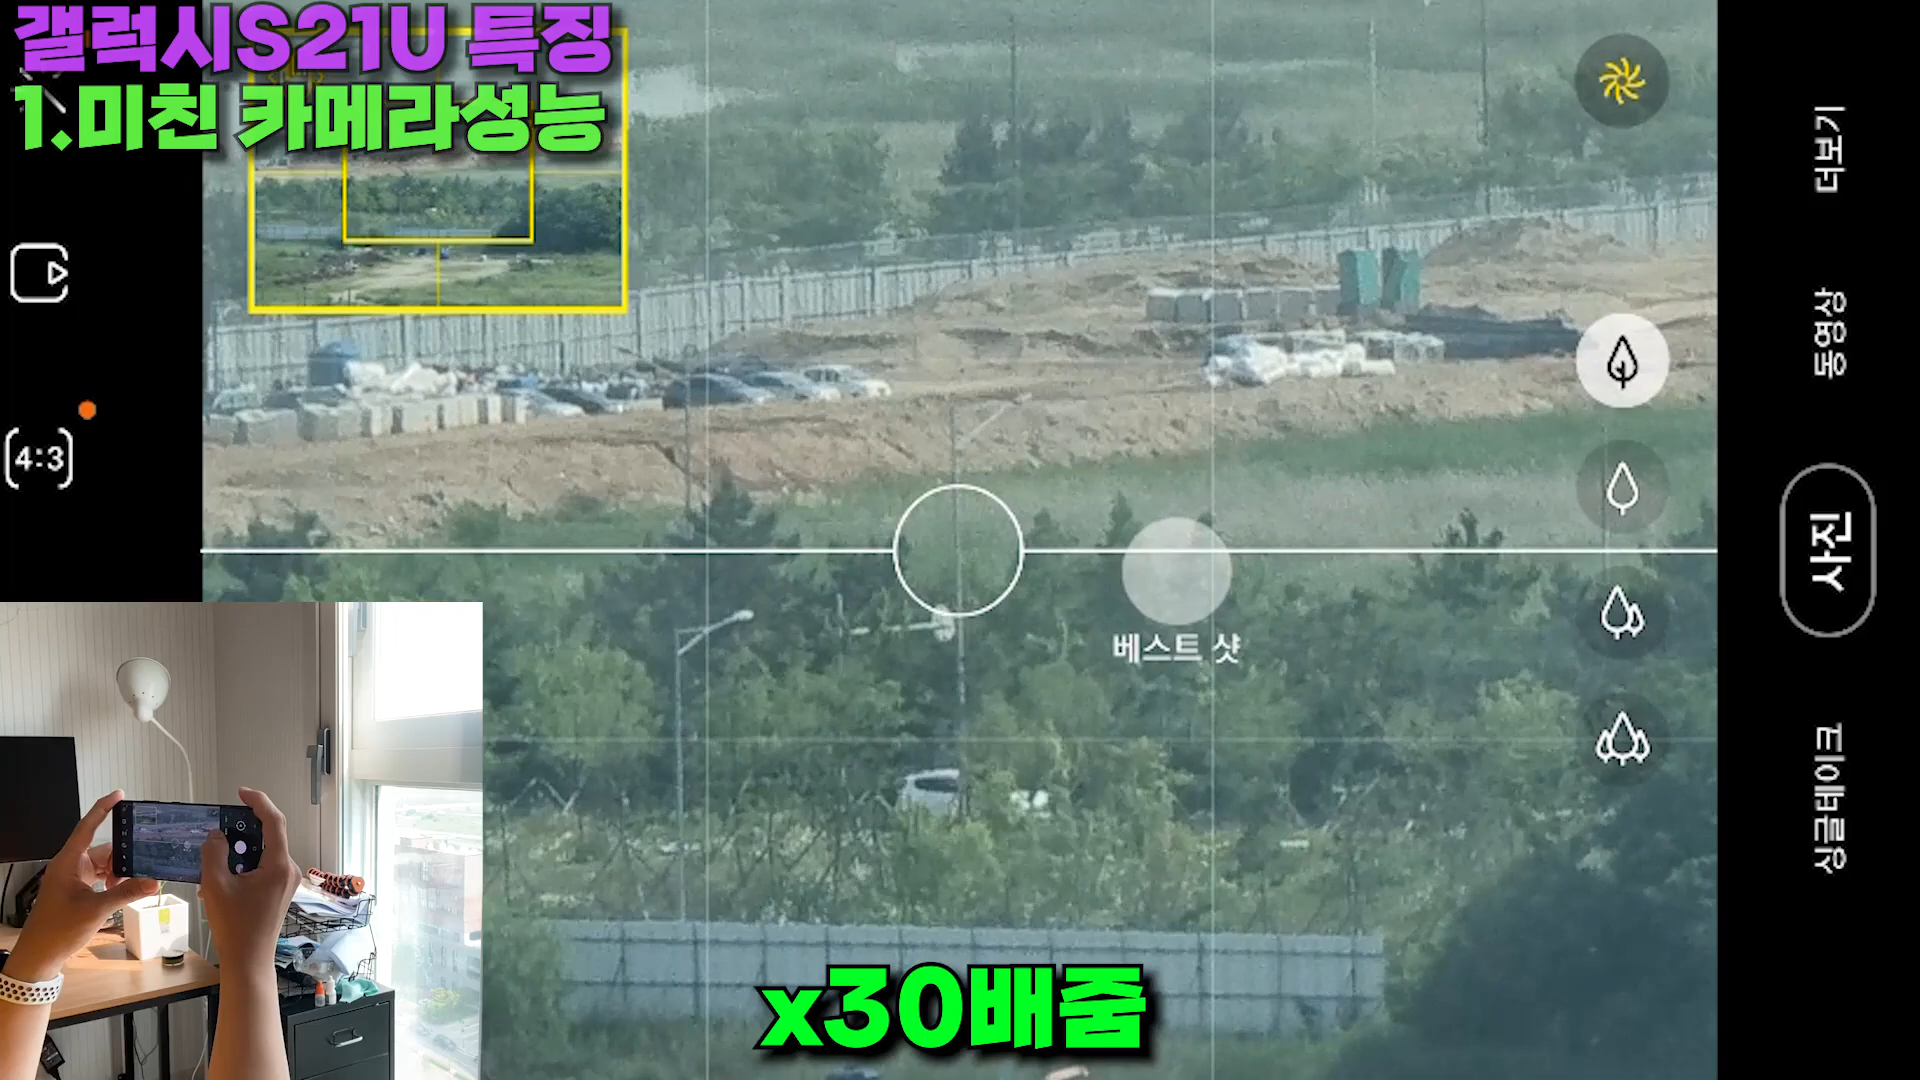 갤럭시S21U 특징
1.미친 카메라성능
4:3
더보기
동영상
사진
싱글테이크
베스트 샷
x30배줌